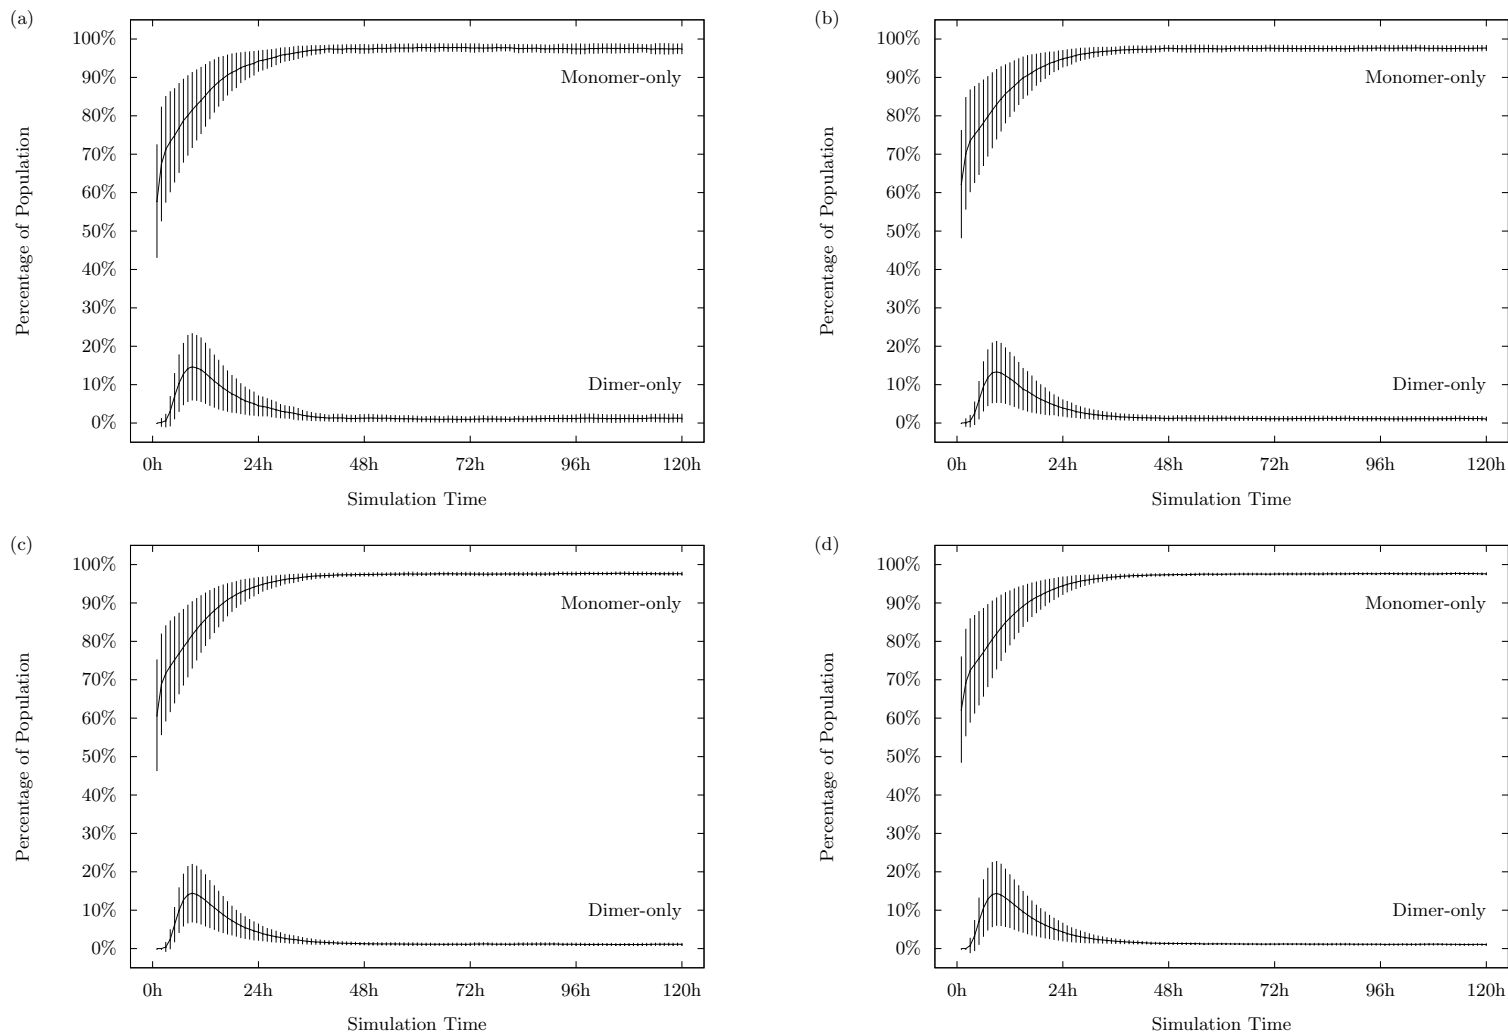 (a)
100%
90%
80%
70%
60%
50%
40%
30%
20%
10%
0%
Percentage of Population
Monomer-only
Dimer-only
0h 24h 48h 72h 96h 120h
Simulation Time
(b)
100%
90%
80%
70%
60%
50%
40%
30%
20%
10%
0%
Percentage of Population
Monomer-only
Dimer-only
0h 24h 48h 72h 96h 120h
Simulation Time
(c)
100%
90%
80%
70%
60%
50%
40%
30%
20%
10%
0%
Percentage of Population
Monomer-only
Dimer-only
0h 24h 48h 72h 96h 120h
Simulation Time
(d)
100%
90%
80%
70%
60%
50%
40%
30%
20%
10%
0%
Percentage of Population
Monomer-only
Dimer-only
0h 24h 48h 72h 96h 120h
Simulation Time